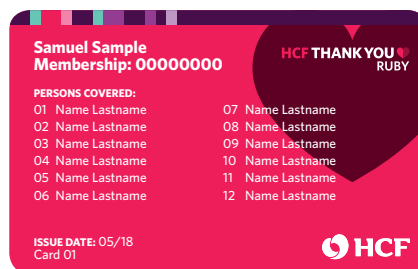 Samuel Sample
Membership: 00000000
HCF THANK YOU
RUBY
PERSONS COVERED:
01 Name Lastname
02 Name Lastname
03 Name Lastname
04 Name Lastname
05 Name Lastname
06 Name Lastname
07 Name Lastname
08 Name Lastname
09 Name Lastname
10 Name Lastname
11 Name Lastname
12 Name Lastname
ISSUE DATE: 05/18
Card 01
HCF